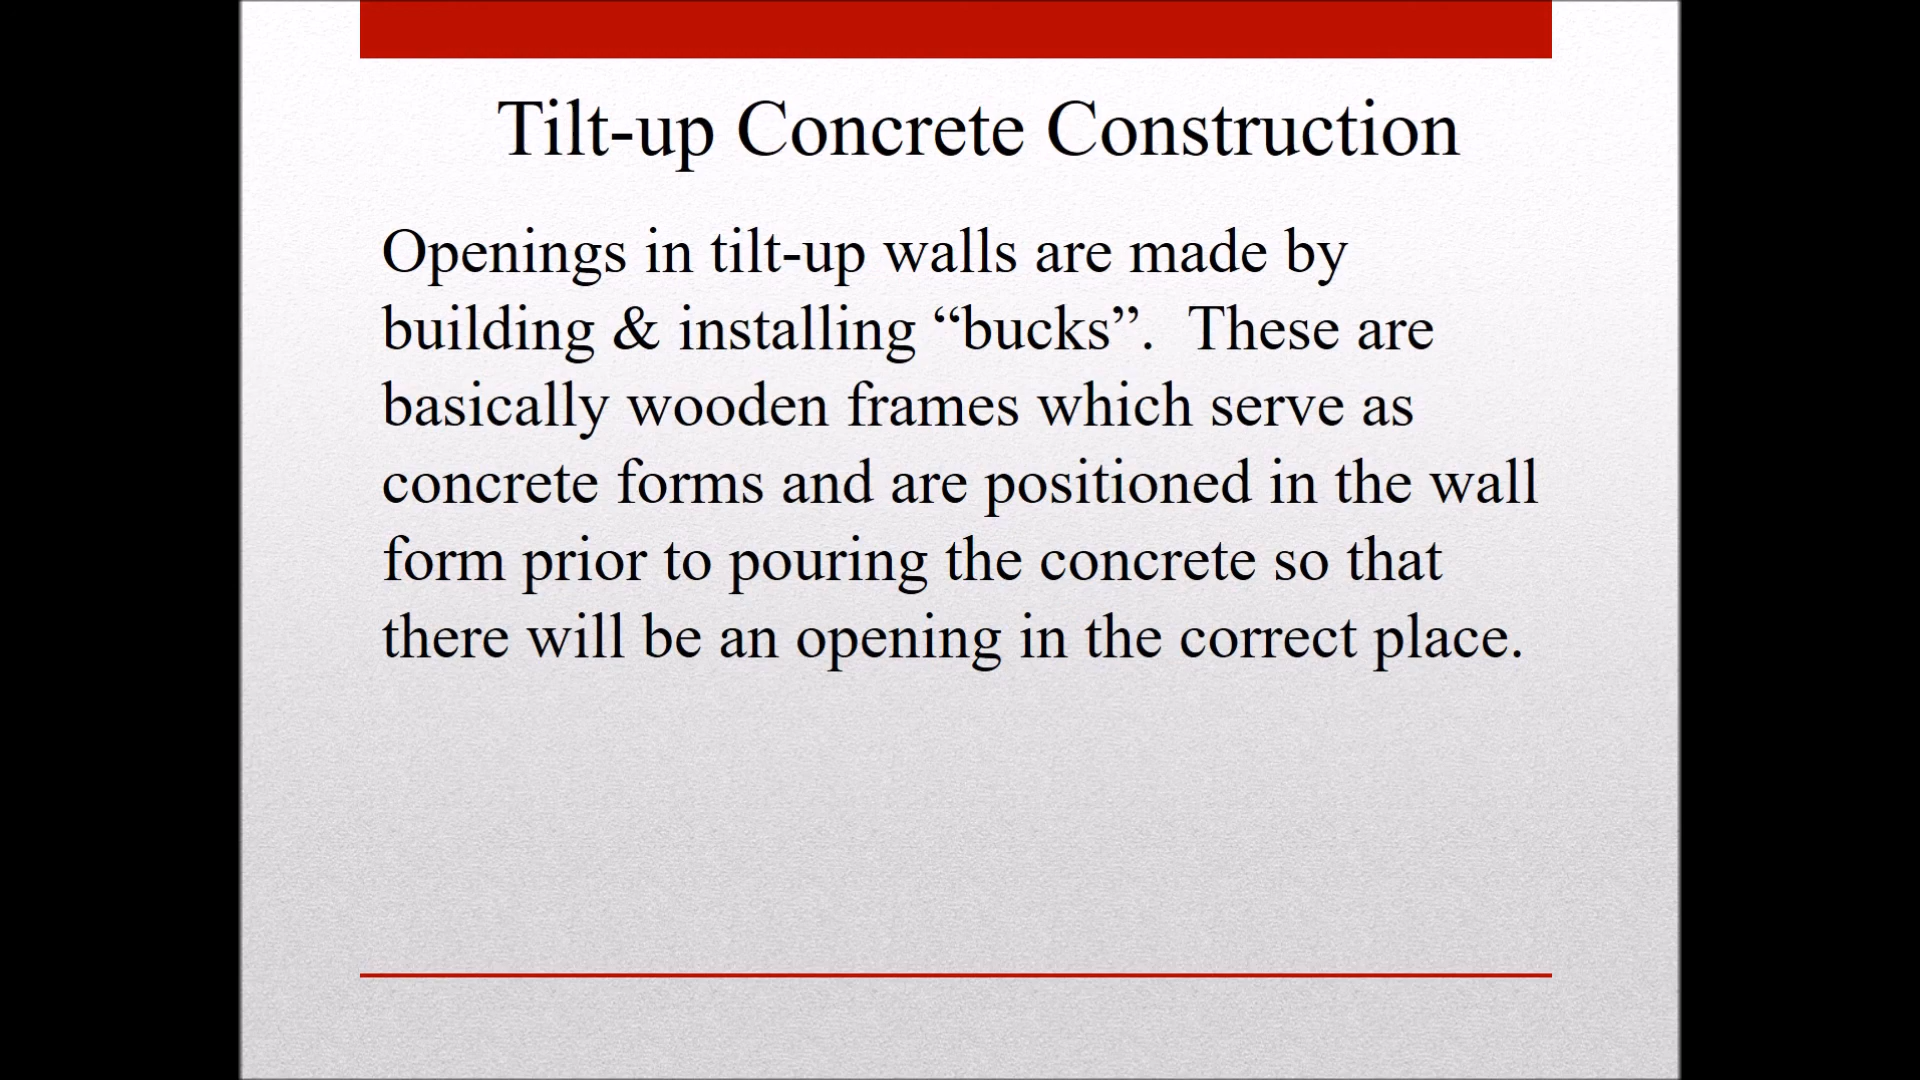 Tilt-up Concrete Construction
Openings in tilt-up walls are made by
building & installing “bucks”.  These are
basically wooden frames which serve as
concrete forms and are positioned in the wall
form prior to pouring the concrete so that
there will be an opening in the correct place.